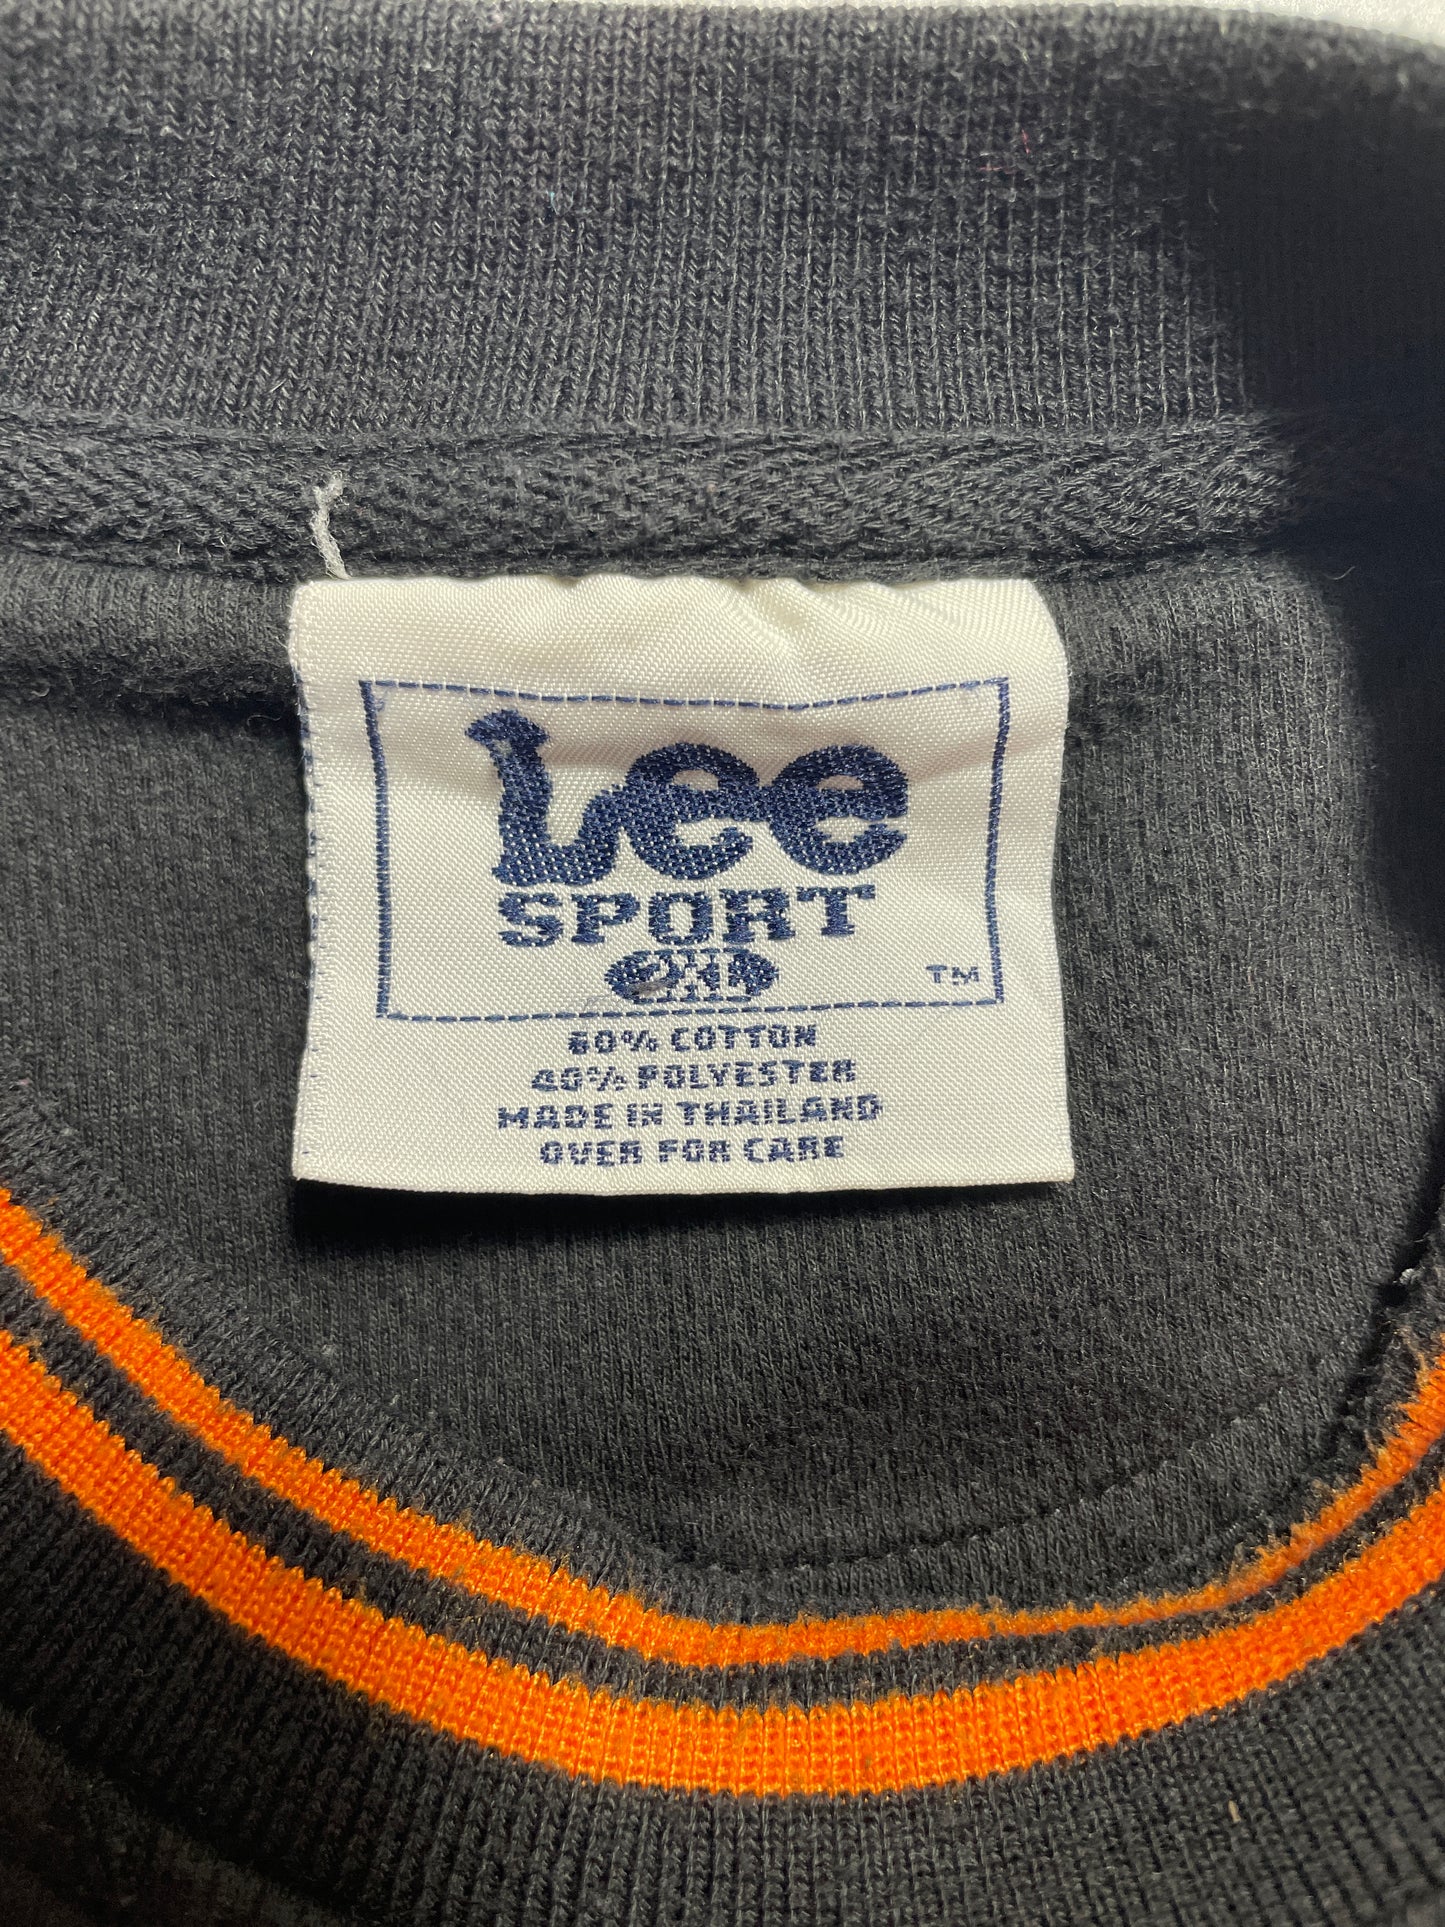 Lee
SPORT
2XL
TM
60% COTTON
40% POLYESTER
MADE IN THAILAND
OVER FOR CARE